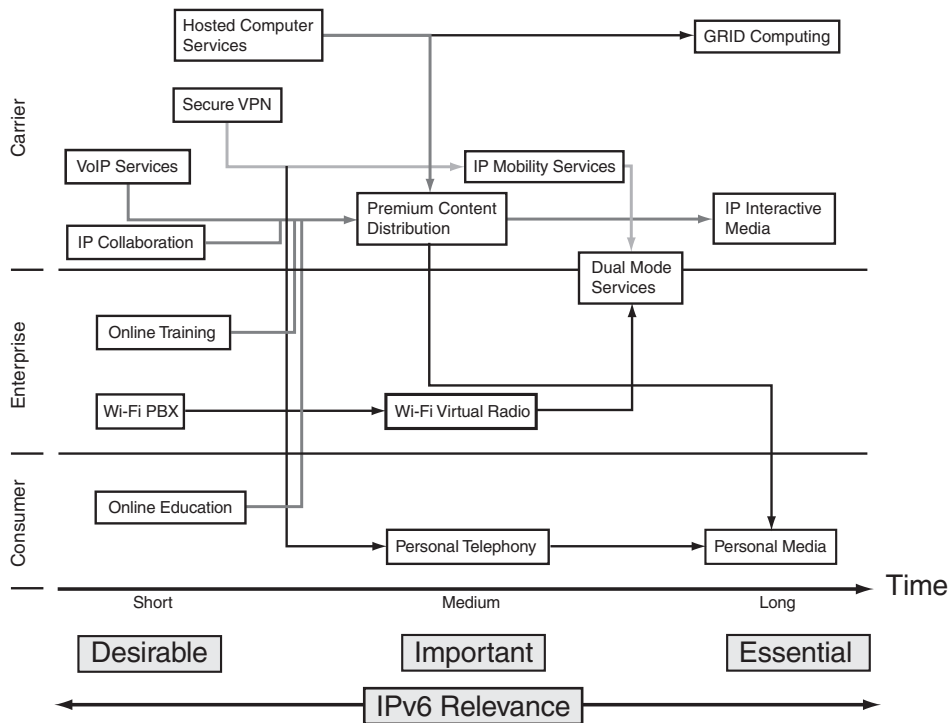 Hosted Computer
Services
GRID Computing
Carrier
Secure VPN
VoIP Services
IP Mobility Services
Premium Content
Distribution
IP Interactive
Media
IP Collaboration
Dual Mode
Services
Enterprise
Online Training
Wi-Fi PBX
Wi-Fi Virtual Radio
Consumer
Online Education
Personal Telephony
Personal Media
Time
Short
Medium
Long
Desirable
Important
Essential
IPv6 Relevance